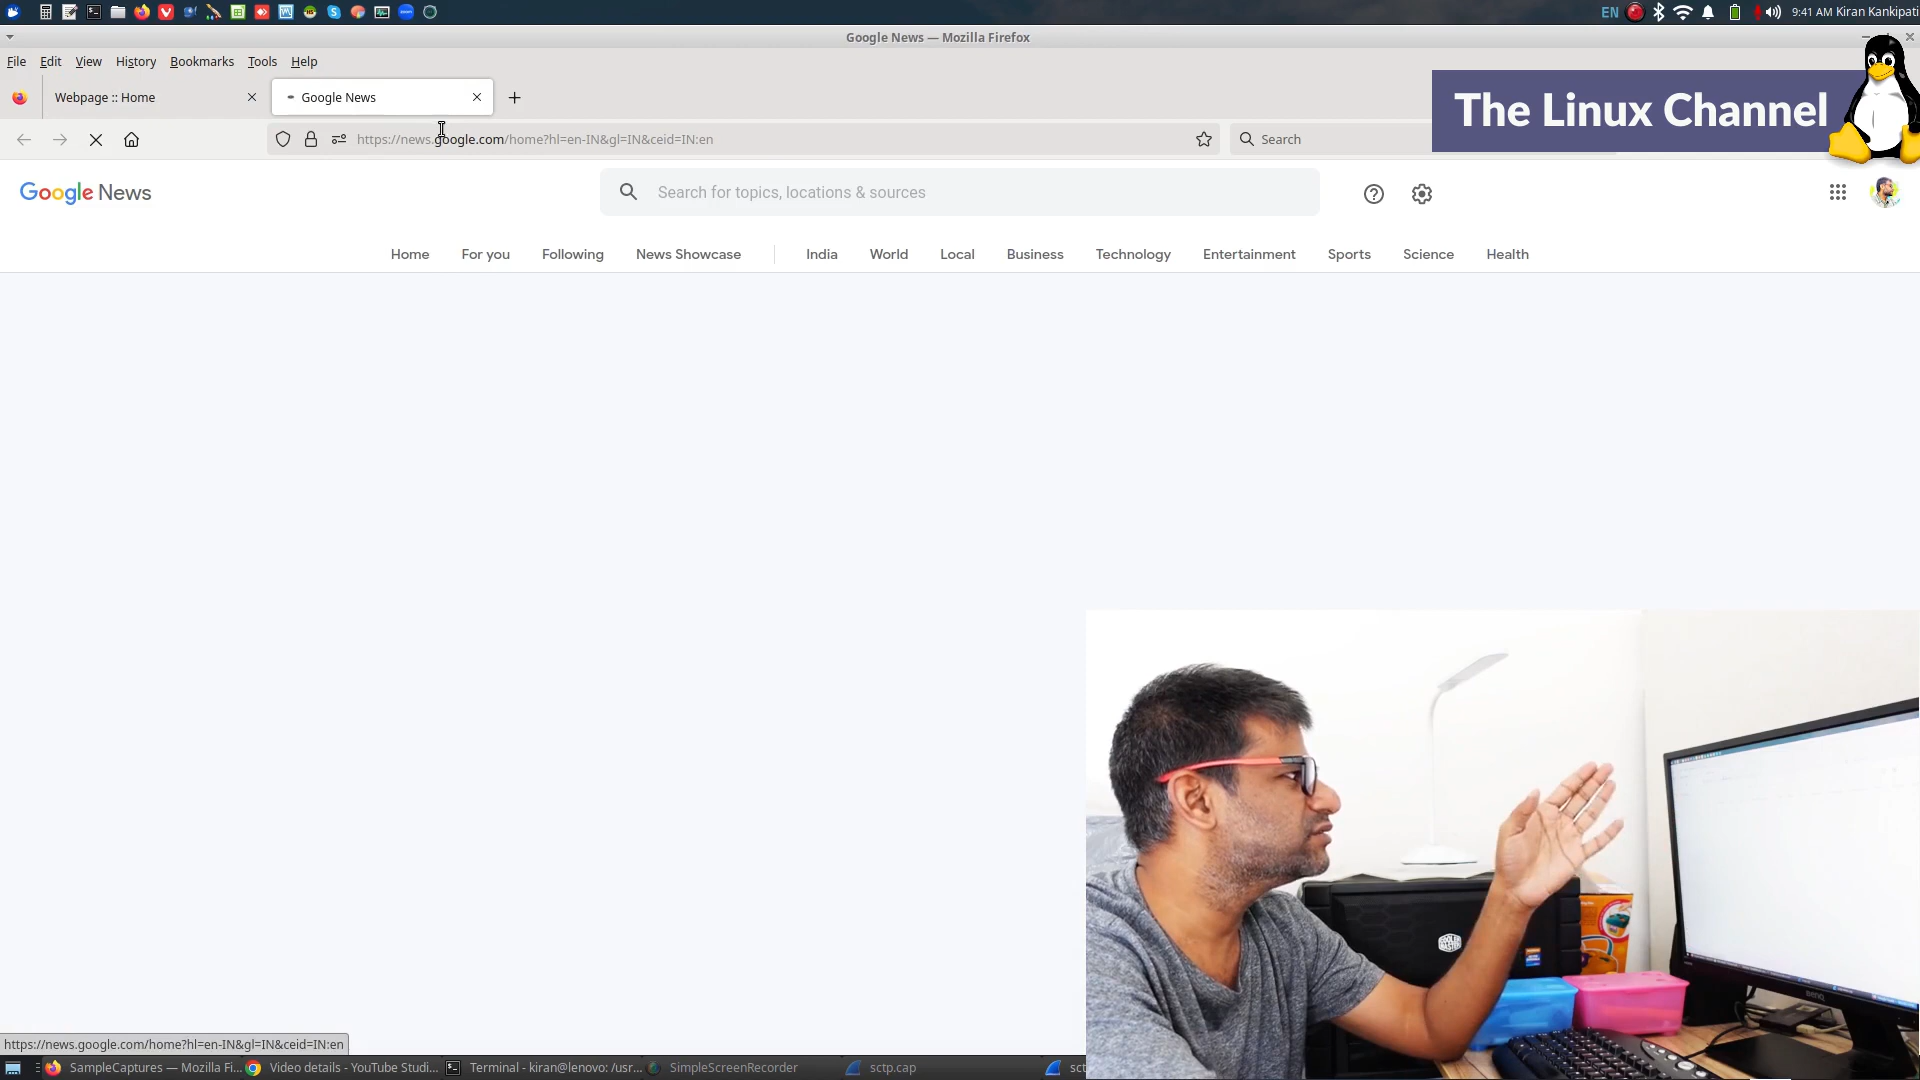 EN
9:41 AM Kiran Kankipati
Google News — Mozilla Firefox
File Edit View History Bookmarks Tools Help
Webpage :: Home
Google News
The Linux Channel
https://news.google.com/home?hl=en-IN&gl=IN&ceid=IN:en
Search
Google News
Search for topics, locations & sources
Home For you Following News Showcase India World Local Business Technology Entertainment Sports Science Health
COOLER MASTER
BenQ
https://news.google.com/home?hl=en-IN&gl=IN&ceid=IN:en
SampleCaptures — Mozilla Fi...
Video details - YouTube Studi...
Terminal - kiran@lenovo: /usr...
SimpleScreenRecorder
sctp.cap
sct